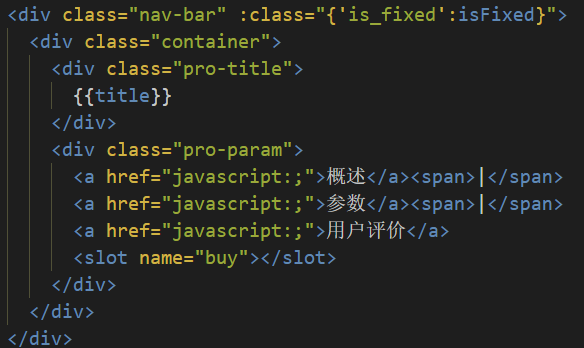 <div class="nav-bar" :class="{'is_fixed':isFixed}">
<div class="container">
<div class="pro-title">
{{title}}
</div>
<div class="pro-param">
<a href="javascript:;">概述</a><span>|</span>
<a href="javascript:;">参数</a><span>|</span>
<a href="javascript:;">用户评价</a>
<slot name="buy"></slot>
</div>
</div>
</div>